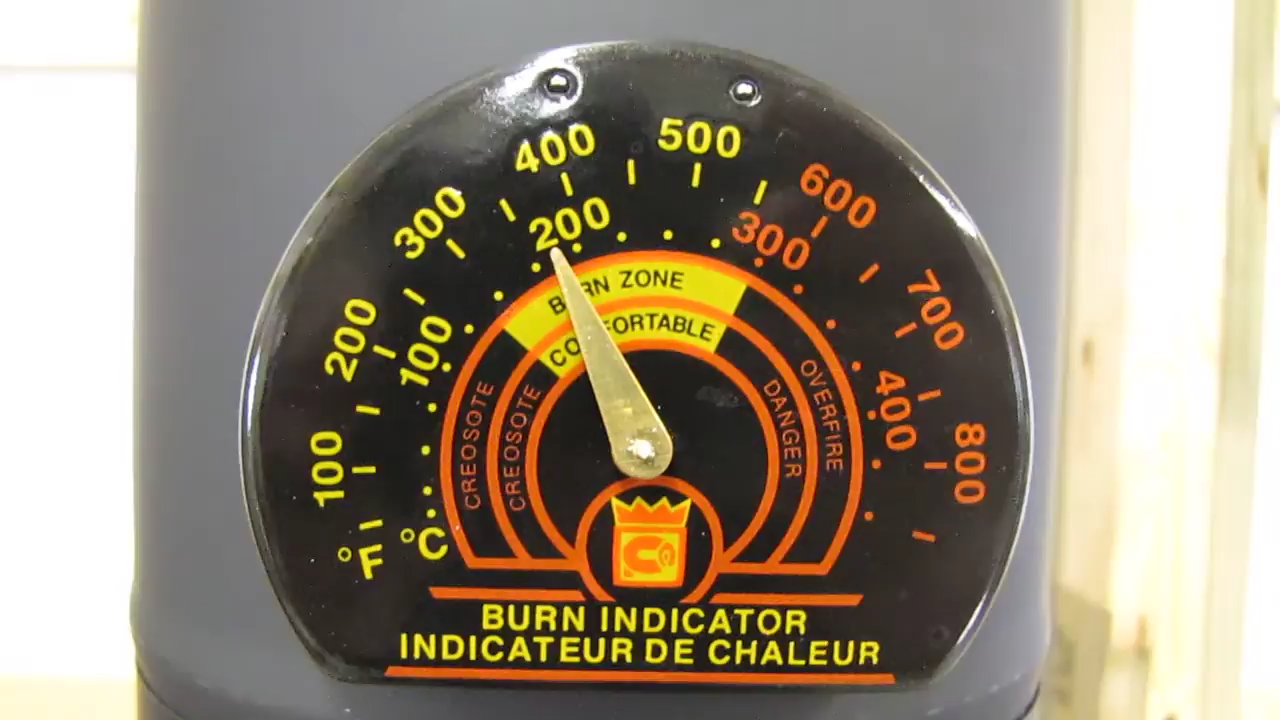 400 500
300 600
200 300
200 700
100 400
100 800
BURN ZONE
COMFORTABLE
CREOSOTE CREOSOTE DANGER OVERFIRE
°F °C
BURN INDICATOR
INDICATEUR DE CHALEUR